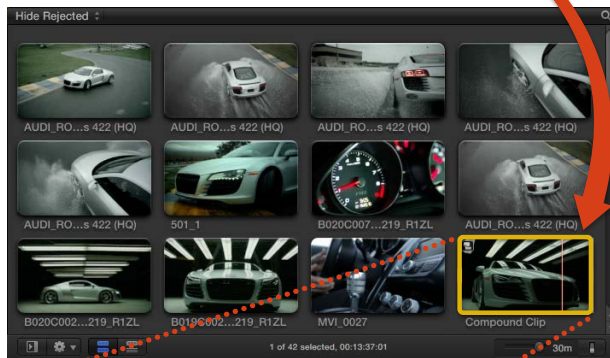 Hide Rejected
AUDI_RO...s 422 (HQ) AUDI_RO...s 422 (HQ) AUDI_RO...s 422 (HQ) AUDI_RO...s 422 (HQ)
AUDI_RO...s 422 (HQ) 501_1 B020C007...219_R1ZL AUDI_RO...s 422 (HQ)
B020C002...219_R1ZL B019C002...219_R1ZL MVI_0027 Compound Clip
1 of 42 selected, 00:13:37:01 30m